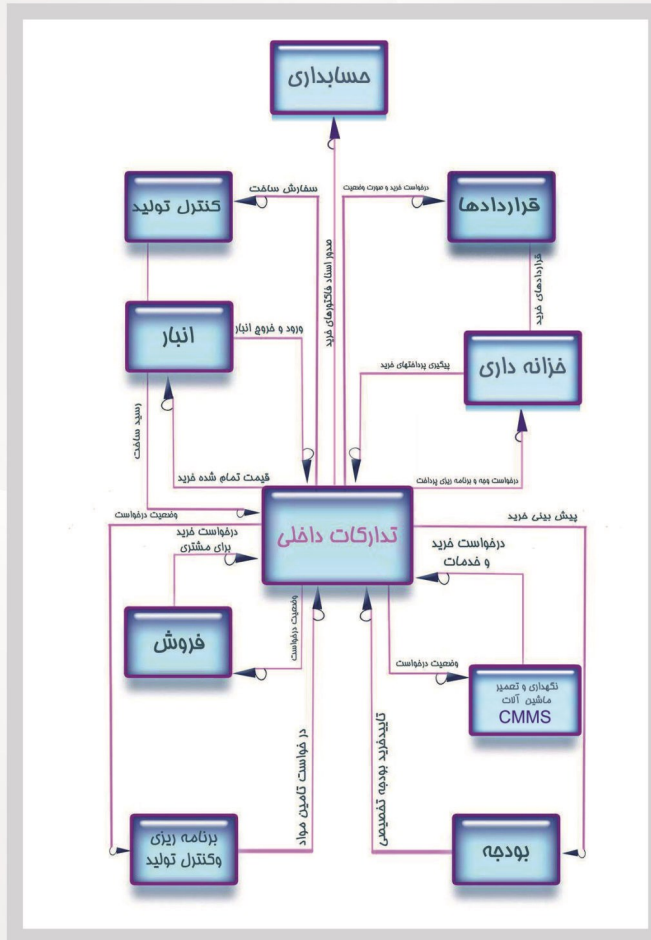 حسابداری
کنترل تولید
سفارش ساخت
صدور اسناد فاکتورهای خرید
درخواست خرید و صورت وضعیت
قراردادها
قراردادهای خرید
انبار
ورود و خروج انبار
پیگیری پرداختهای خرید
خزانه داری
رسید ساخت
قیمت تمام شده خرید
درخواست وجه و برنامه ریزی پرداخت
تدارکات داخلی
وضعیت درخواست
پیش بینی خرید
درخواست خرید
برای مشتری
درخواست خرید
و خدمات
فروش
وضعیت درخواست
وضعیت درخواست
نگهداری و تعمیر
ماشین آلات
CMMS
در خواست تامین مواد
تاییدخرید بودجه تخصیصی
برنامه ریزی
وکنترل تولید
بودجه